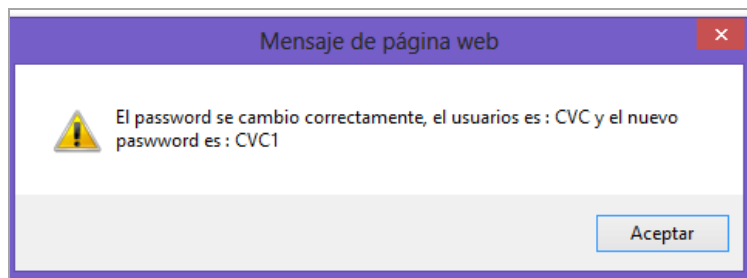 Mensaje de página web
El password se cambio correctamente, el usuarios es : CVC y el nuevo
paswword es : CVC1
Aceptar